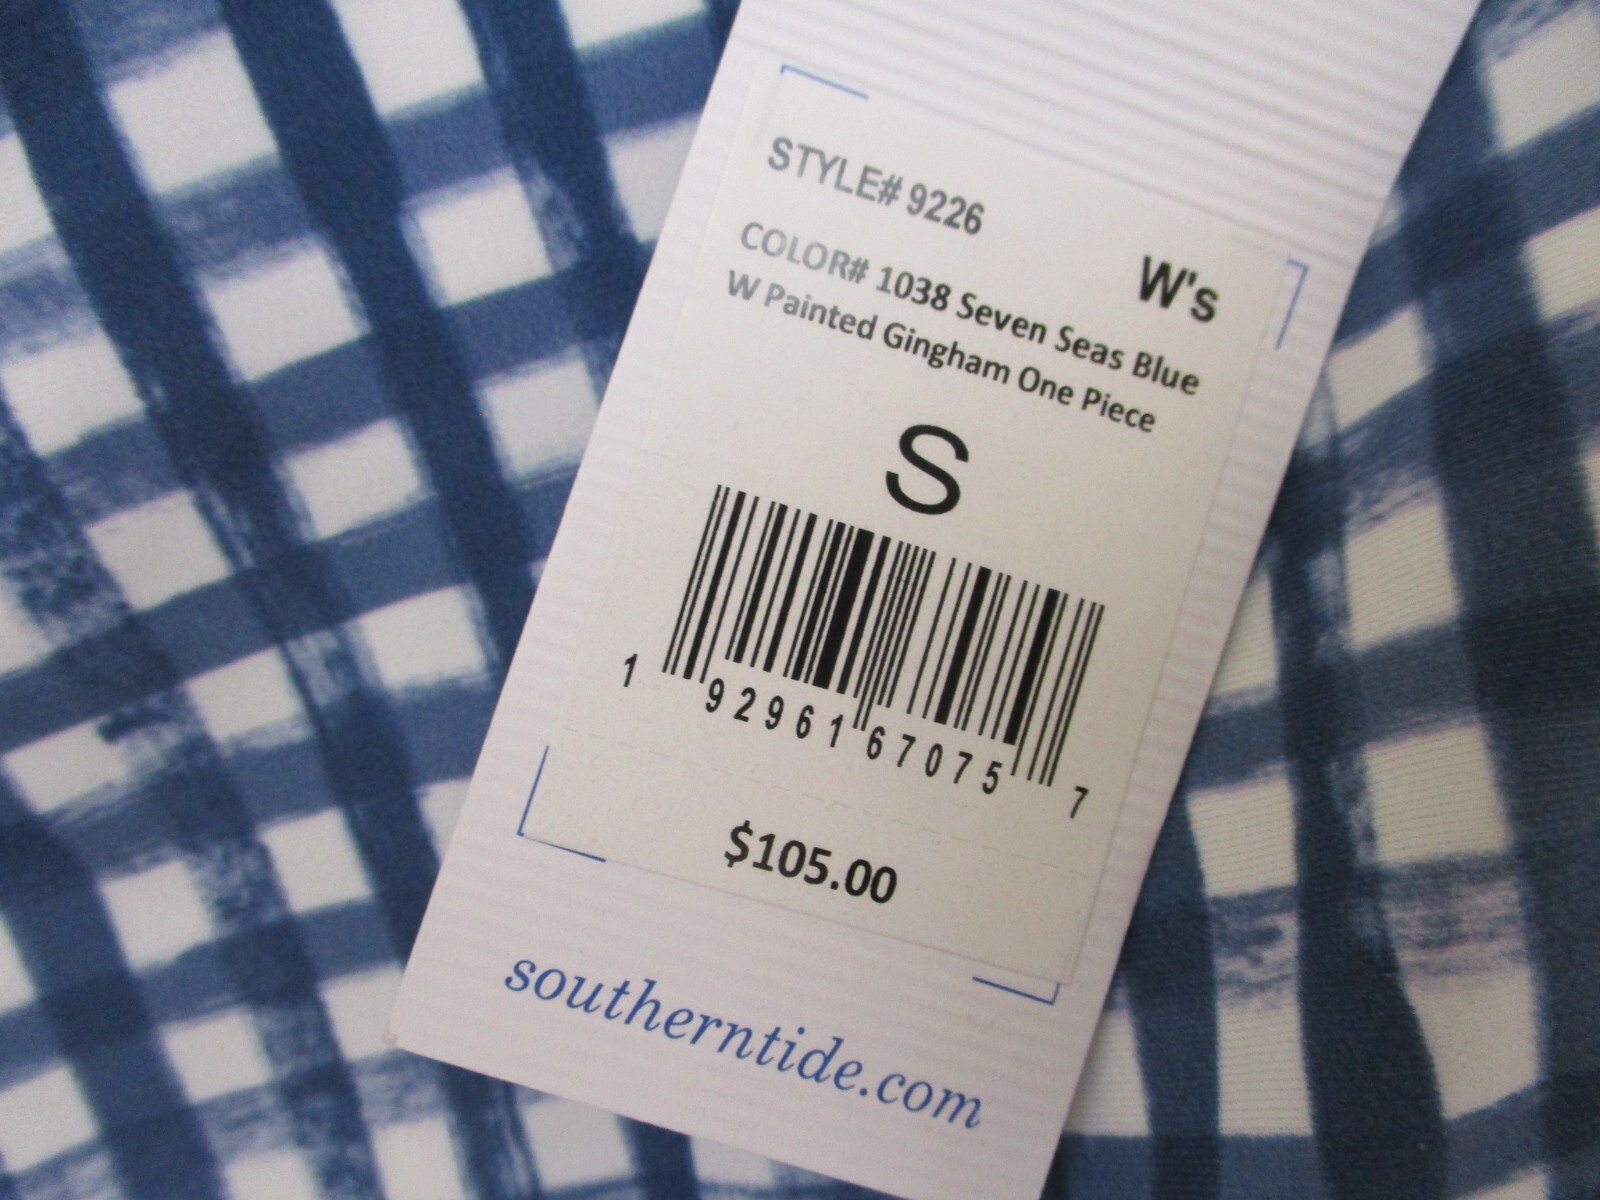 STYLE# 9226
W's
COLOR# 1038 Seven Seas Blue
W Painted Gingham One Piece
S
1 92961 67075 7
$105.00
southerntide.com